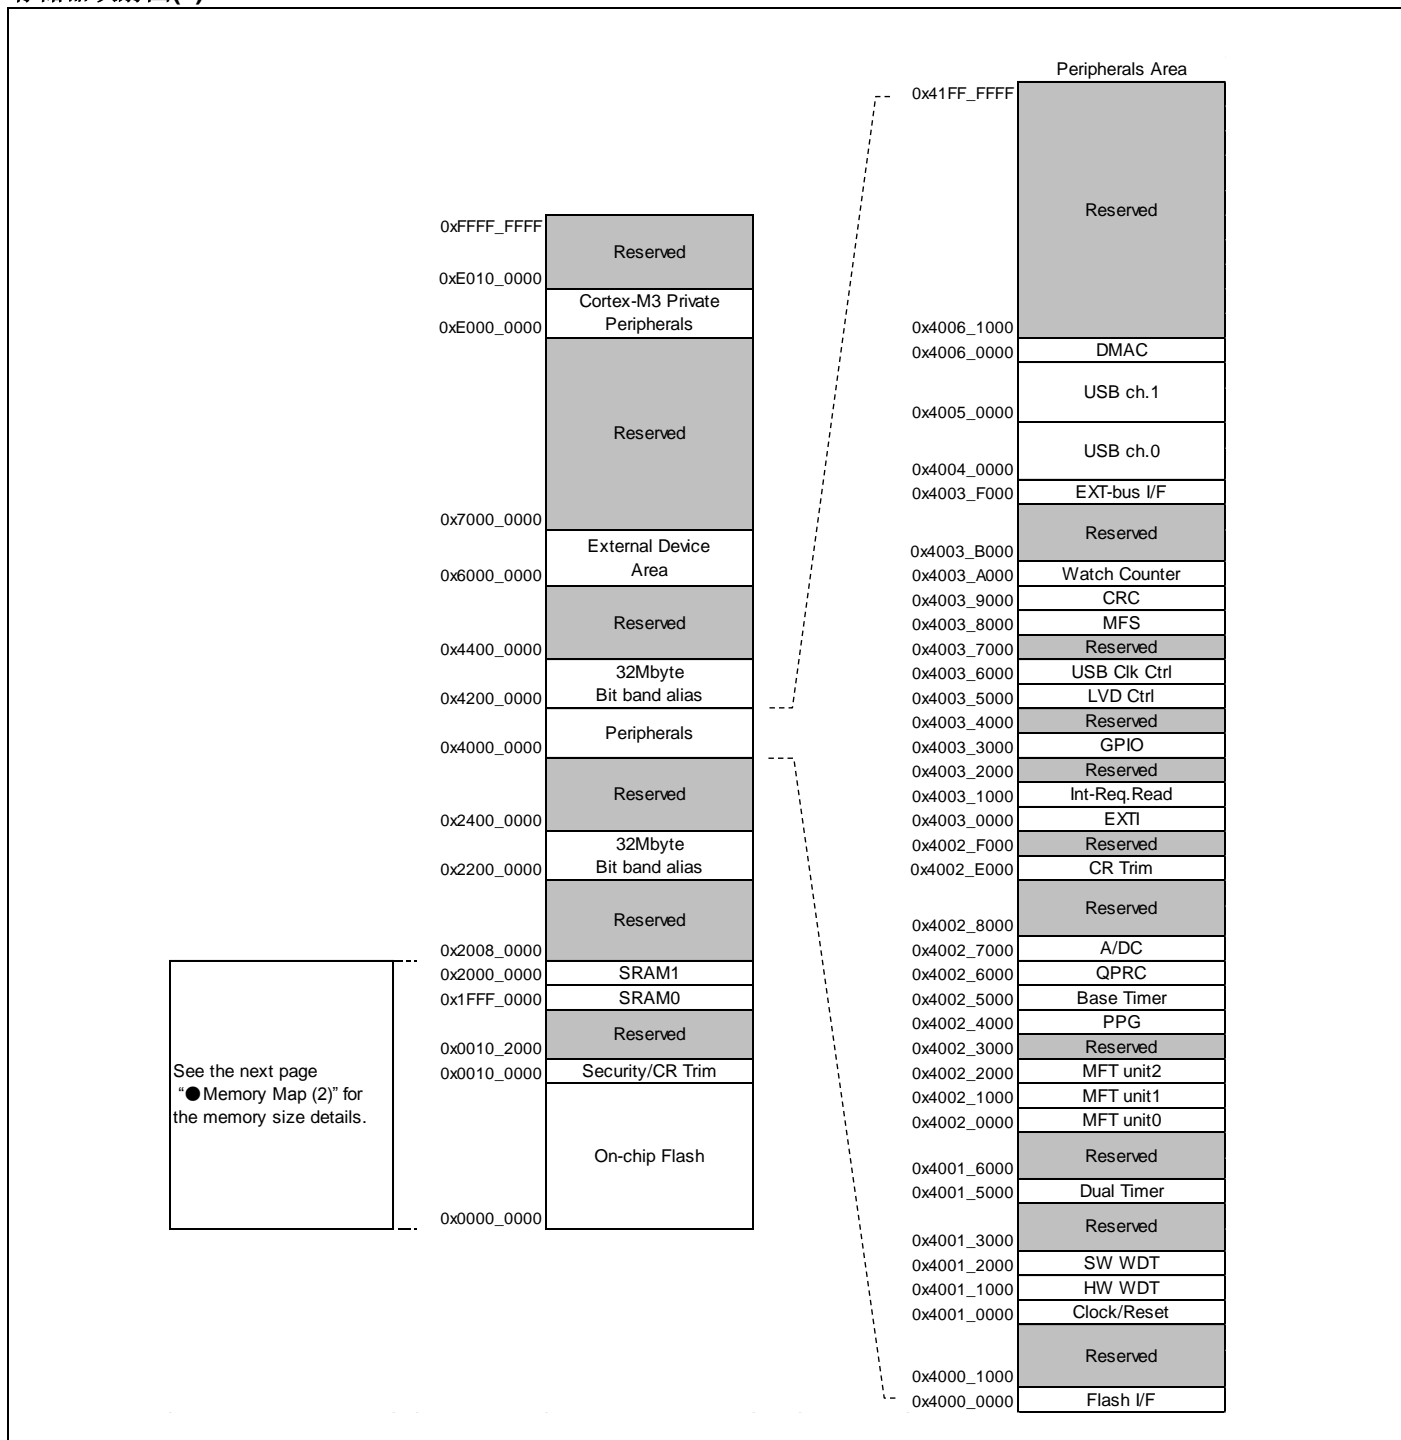 Peripherals Area
0x41FF_FFFF
Reserved
0x4006_1000
0x4006_0000 DMAC
USB ch.1
0x4005_0000
USB ch.0
0x4004_0000
0x4003_F000 EXT-bus I/F
Reserved
0x4003_B000
0x4003_A000 Watch Counter
0x4003_9000 CRC
0x4003_8000 MFS
0x4003_7000 Reserved
0x4003_6000 USB Clk Ctrl
0x4003_5000 LVD Ctrl
0x4003_4000 Reserved
0x4003_3000 GPIO
0x4003_2000 Reserved
0x4003_1000 Int-Req.Read
0x4003_0000 EXTI
0x4002_F000 Reserved
0x4002_E000 CR Trim
Reserved
0x4002_8000
0x4002_7000 A/DC
0x4002_6000 QPRC
0x4002_5000 Base Timer
0x4002_4000 PPG
0x4002_3000 Reserved
0x4002_2000 MFT unit2
0x4002_1000 MFT unit1
0x4002_0000 MFT unit0
Reserved
0x4001_6000
0x4001_5000 Dual Timer
Reserved
0x4001_3000
0x4001_2000 SW WDT
0x4001_1000 HW WDT
0x4001_0000 Clock/Reset
Reserved
0x4000_1000
0x4000_0000 Flash I/F
0xFFFF_FFFF
Reserved
0xE010_0000
Cortex-M3 Private
0xE000_0000 Peripherals
Reserved
0x7000_0000
External Device
0x6000_0000 Area
Reserved
0x4400_0000
32Mbyte
0x4200_0000 Bit band alias
Peripherals
0x4000_0000
Reserved
0x2400_0000
32Mbyte
0x2200_0000 Bit band alias
Reserved
0x2008_0000
0x2000_0000 SRAM1
0x1FFF_0000 SRAM0
Reserved
0x0010_2000
0x0010_0000 Security/CR Trim
On-chip Flash
0x0000_0000
See the next page
“●Memory Map (2)” for
the memory size details.